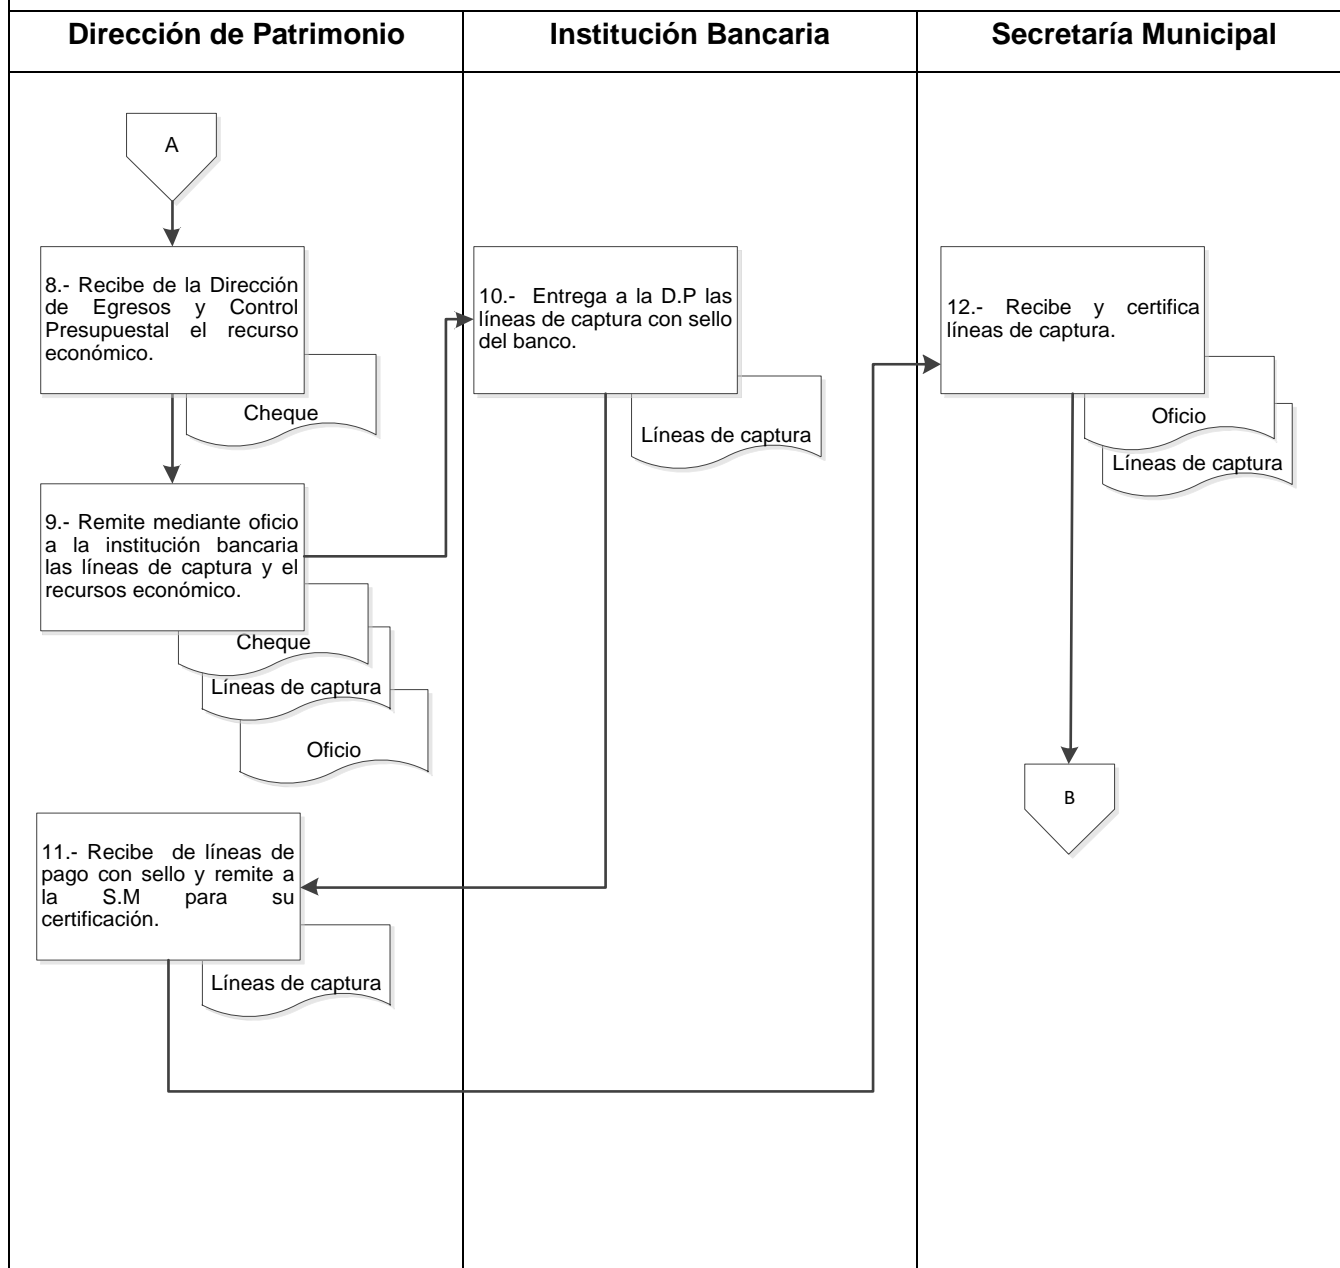 Dirección de Patrimonio
Institución Bancaria
Secretaría Municipal
A
8.- Recibe de la Dirección
de Egresos y Control
Presupuestal el recurso
económico.
Cheque
9.- Remite mediante oficio
a la institución bancaria
las líneas de captura y el
recursos económico.
Cheque
Líneas de captura
Oficio
10.- Entrega a la D.P las
líneas de captura con sello
del banco.
Líneas de captura
11.- Recibe de líneas de
pago con sello y remite a
la S.M para su
certificación.
Líneas de captura
12.- Recibe y certifica
líneas de captura.
Oficio
Líneas de captura
B